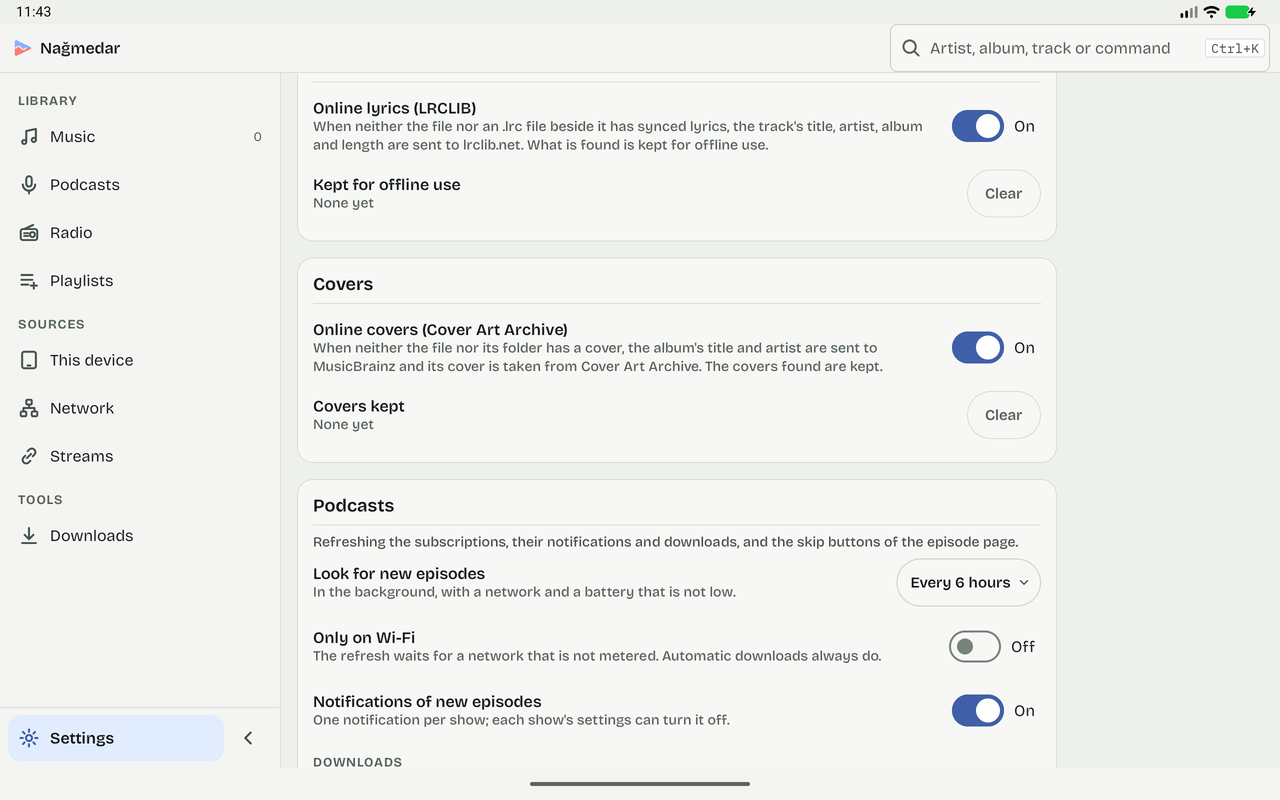 11:43
Nağmedar
Artist, album, track or command
Ctrl+K
LIBRARY
Music
0
Podcasts
Radio
Playlists
SOURCES
This device
Network
Streams
TOOLS
Downloads
Settings
Online lyrics (LRCLIB)
When neither the file nor an .lrc file beside it has synced lyrics, the track's title, artist, album
and length are sent to lrclib.net. What is found is kept for offline use.
On
Kept for offline use
None yet
Clear
Covers
Online covers (Cover Art Archive)
When neither the file nor its folder has a cover, the album's title and artist are sent to
MusicBrainz and its cover is taken from Cover Art Archive. The covers found are kept.
On
Covers kept
None yet
Clear
Podcasts
Refreshing the subscriptions, their notifications and downloads, and the skip buttons of the episode page.
Look for new episodes
In the background, with a network and a battery that is not low.
Every 6 hours
Only on Wi-Fi
The refresh waits for a network that is not metered. Automatic downloads always do.
Off
Notifications of new episodes
One notification per show; each show's settings can turn it off.
On
DOWNLOADS